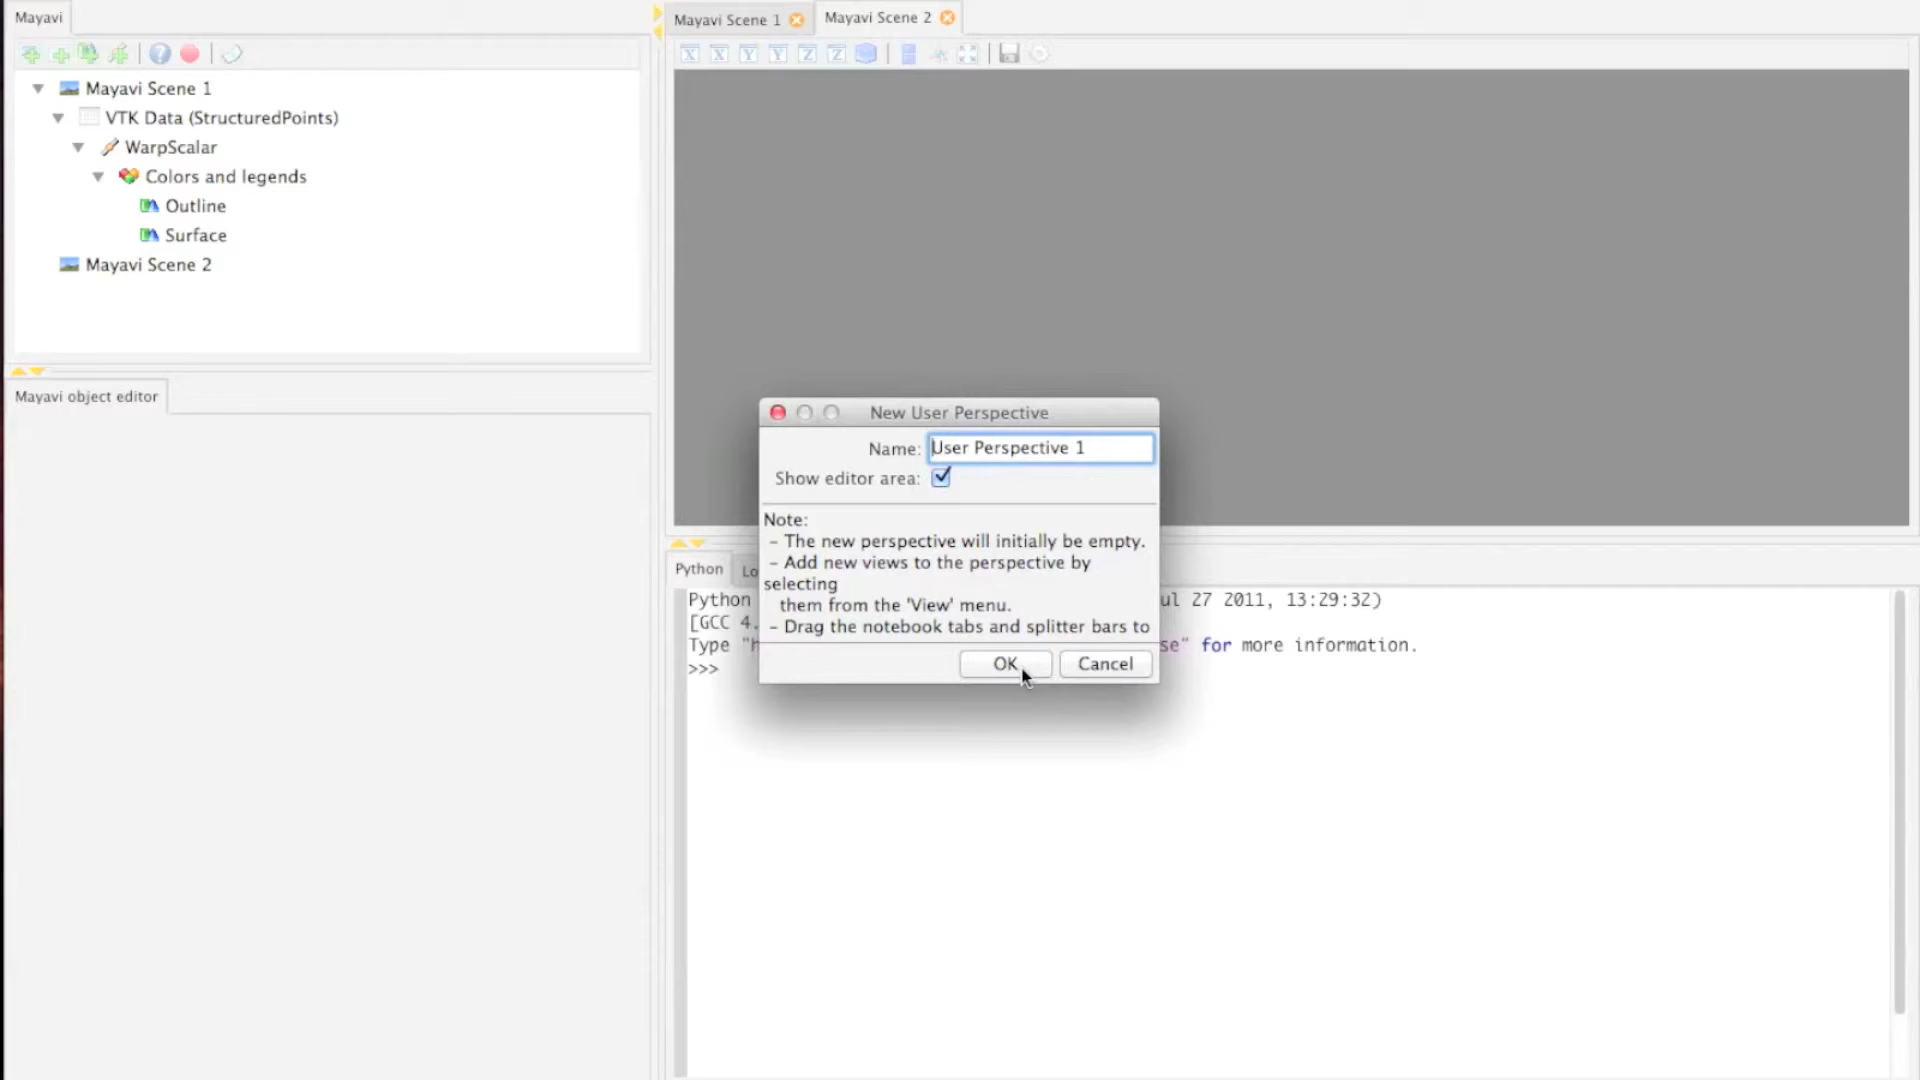 Mayavi
Mayavi Scene 1
VTK Data (StructuredPoints)
WarpScalar
Colors and legends
Outline
Surface
Mayavi Scene 2
Mayavi object editor
Mayavi Scene 1
Mayavi Scene 2
X X Y Y Z Z
New User Perspective
Name: User Perspective 1
Show editor area:
Note:
- The new perspective will initially be empty.
- Add new views to the perspective by
selecting
them from the 'View' menu.
- Drag the notebook tabs and splitter bars to
OK Cancel
Python Lo
Python ul 27 2011, 13:29:32)
[GCC 4.
Type "h se" for more information.
>>>